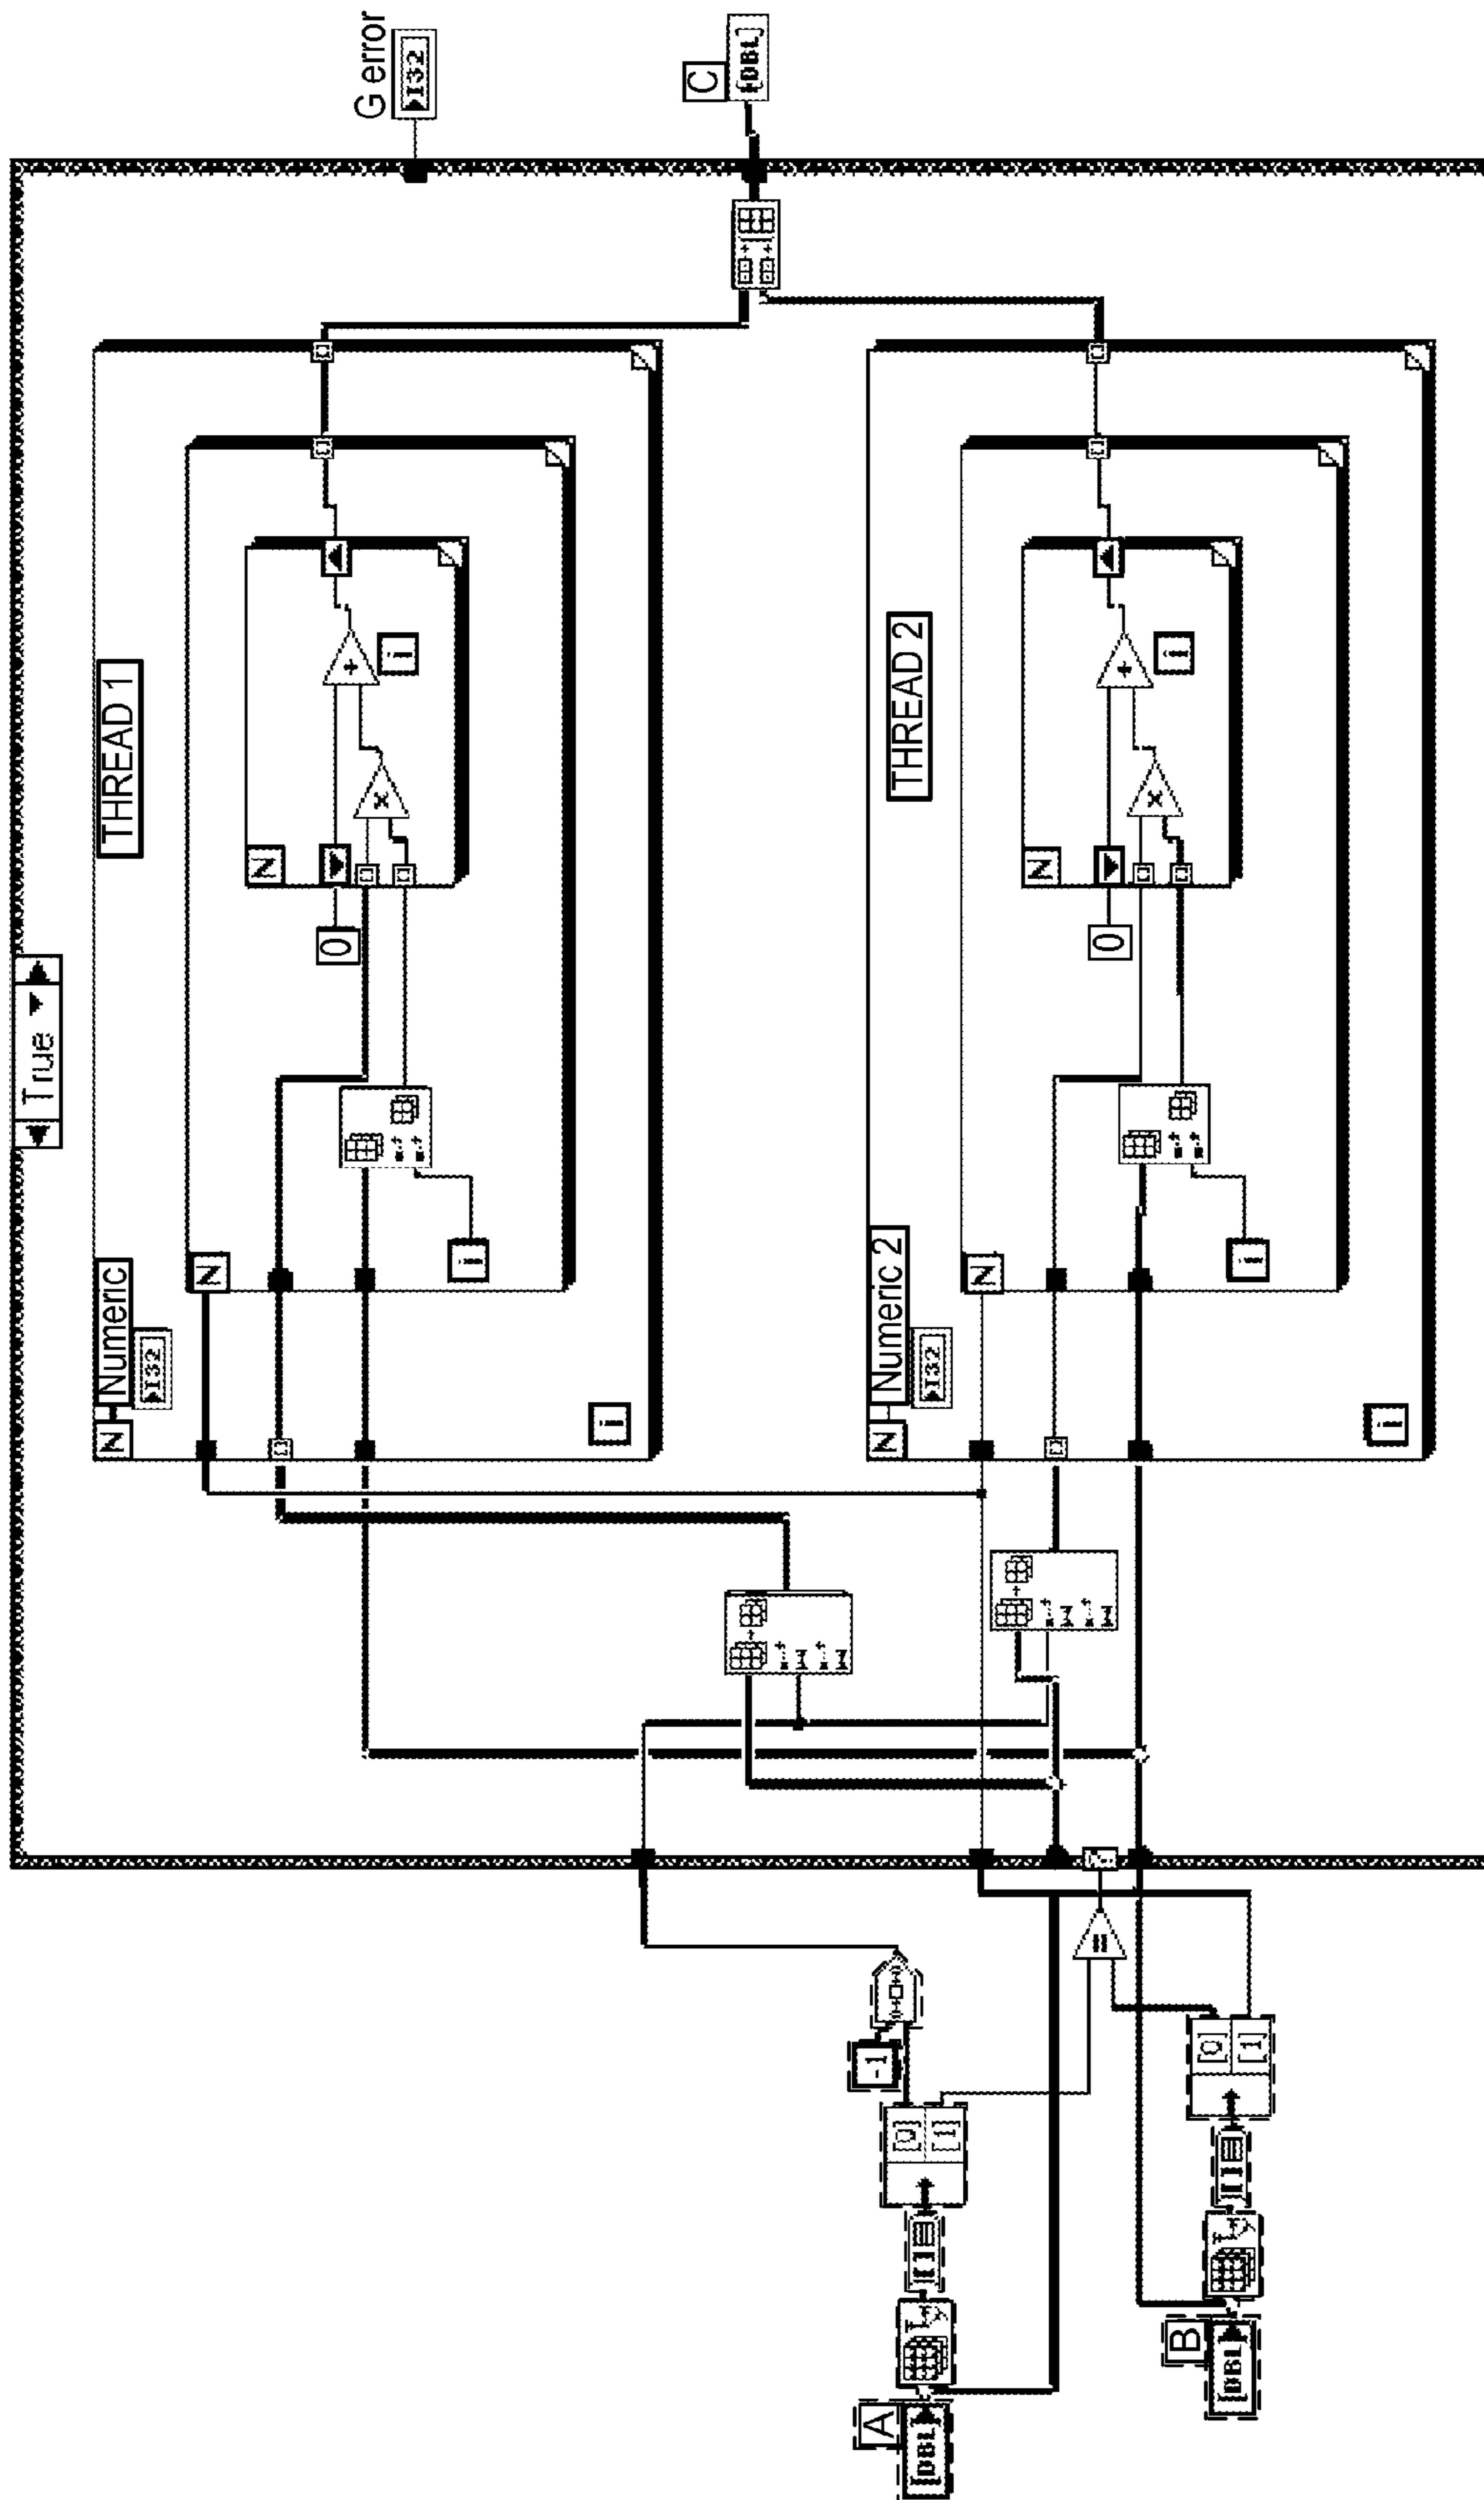 True
THREAD 1
N
Numeric
I32
N
i
0
N
x
+
i
i
THREAD 2
N
Numeric 2
I32
N
i
0
N
x
+
i
i
G error
I32
C
[DBL]
A
[DBL]
[0]
[1]
-1
=
B
[DBL]
[0]
[1]